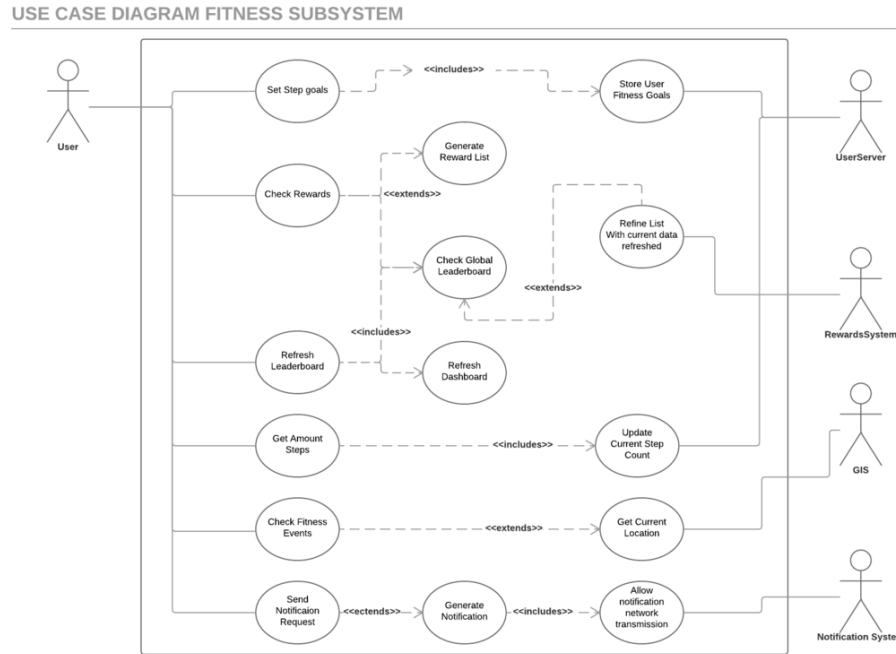 USE CASE DIAGRAM FITNESS SUBSYSTEM
<<includes>>
Set Step goals
Store User
Fitness Goals
User
UserServer
Generate
Reward List
Check Rewards
<<extends>>
Refine List
With current data
refreshed
Check Global
Leaderboard
<<extends>>
RewardsSystem
<<includes>>
Refresh
Leaderboard
Refresh
Dashboard
Get Amount
Steps
<<includes>>
Update
Current Step
Count
GIS
Check Fitness
Events
<<extends>>
Get Current
Location
Send
Notificaion
Request
<<ectends>>
Generate
Notification
<<includes>>
Allow
notification
network
transmission
Notification Syste